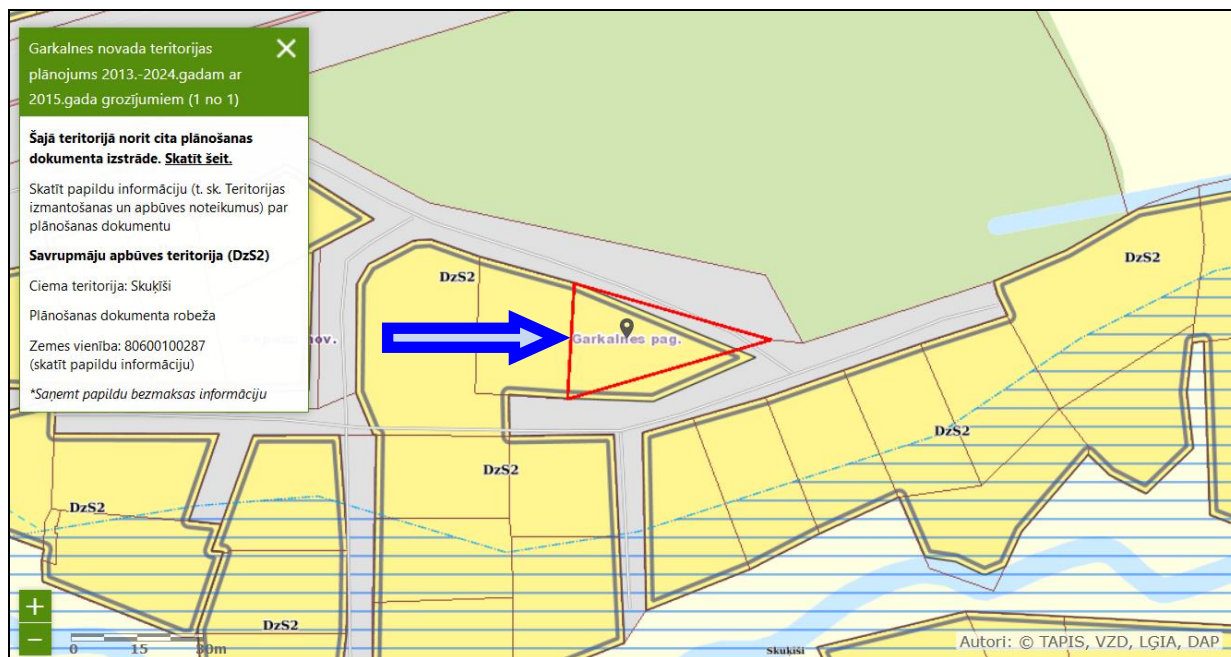 Garkalnes novada teritorijas
plānojums 2013.-2024.gadam ar
2015.gada grozījumiem (1 no 1)
Šajā teritorijā norit cita plānošanas
dokumenta izstrāde. Skatīt šeit.
Skatīt papildu informāciju (t. sk. Teritorijas
izmantošanas un apbūves noteikumus) par
plānošanas dokumentu
Savrupmāju apbūves teritorija (DzS2)
Ciema teritorija: Skuķīši
Plānošanas dokumenta robeža
Zemes vienība: 80600100287
(skatīt papildu informāciju)
*Saņemt papildu bezmaksas informāciju
DzS2
DzS2
nov.
Garkalnes pag.
DzS2
DzS2
DzS2
DzS2
+
−
0 15 30m
Skuķīši
Autori: © TAPIS, VZD, LĢIA, DAP